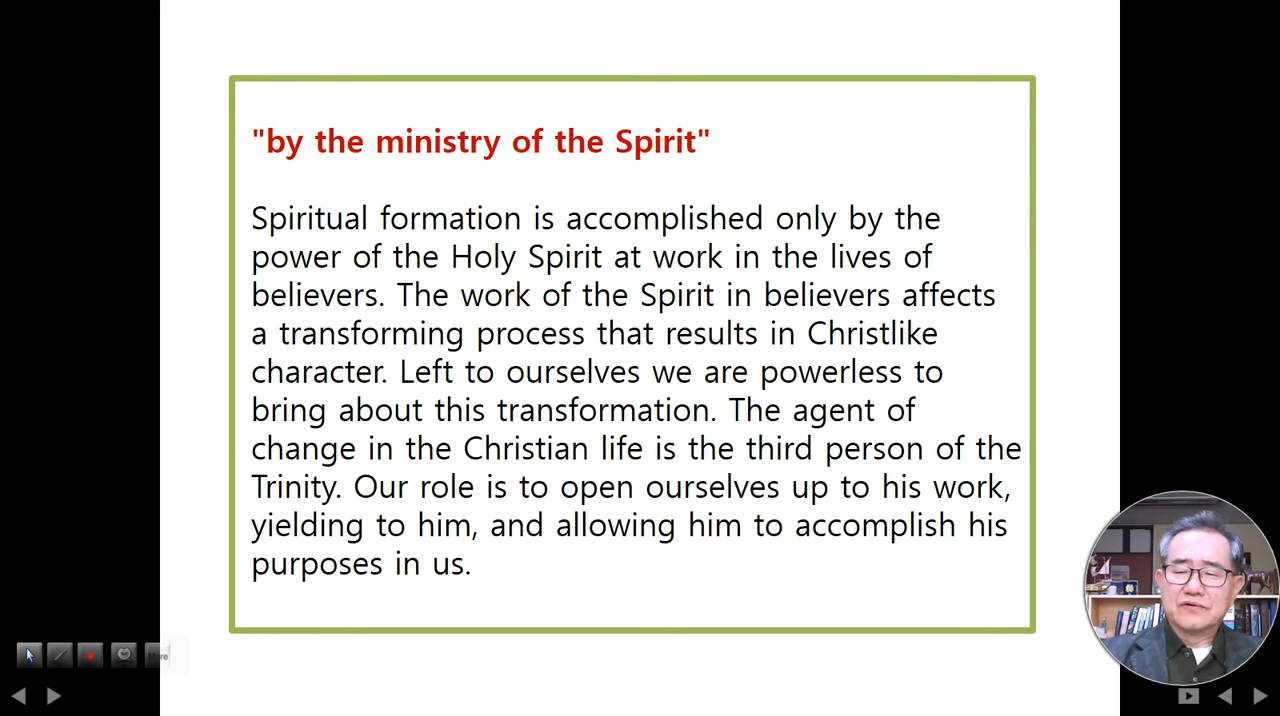 "by the ministry of the Spirit"
Spiritual formation is accomplished only by the
power of the Holy Spirit at work in the lives of
believers. The work of the Spirit in believers affects
a transforming process that results in Christlike
character. Left to ourselves we are powerless to
bring about this transformation. The agent of
change in the Christian life is the third person of the
Trinity. Our role is to open ourselves up to his work,
yielding to him, and allowing him to accomplish his
purposes in us.
More